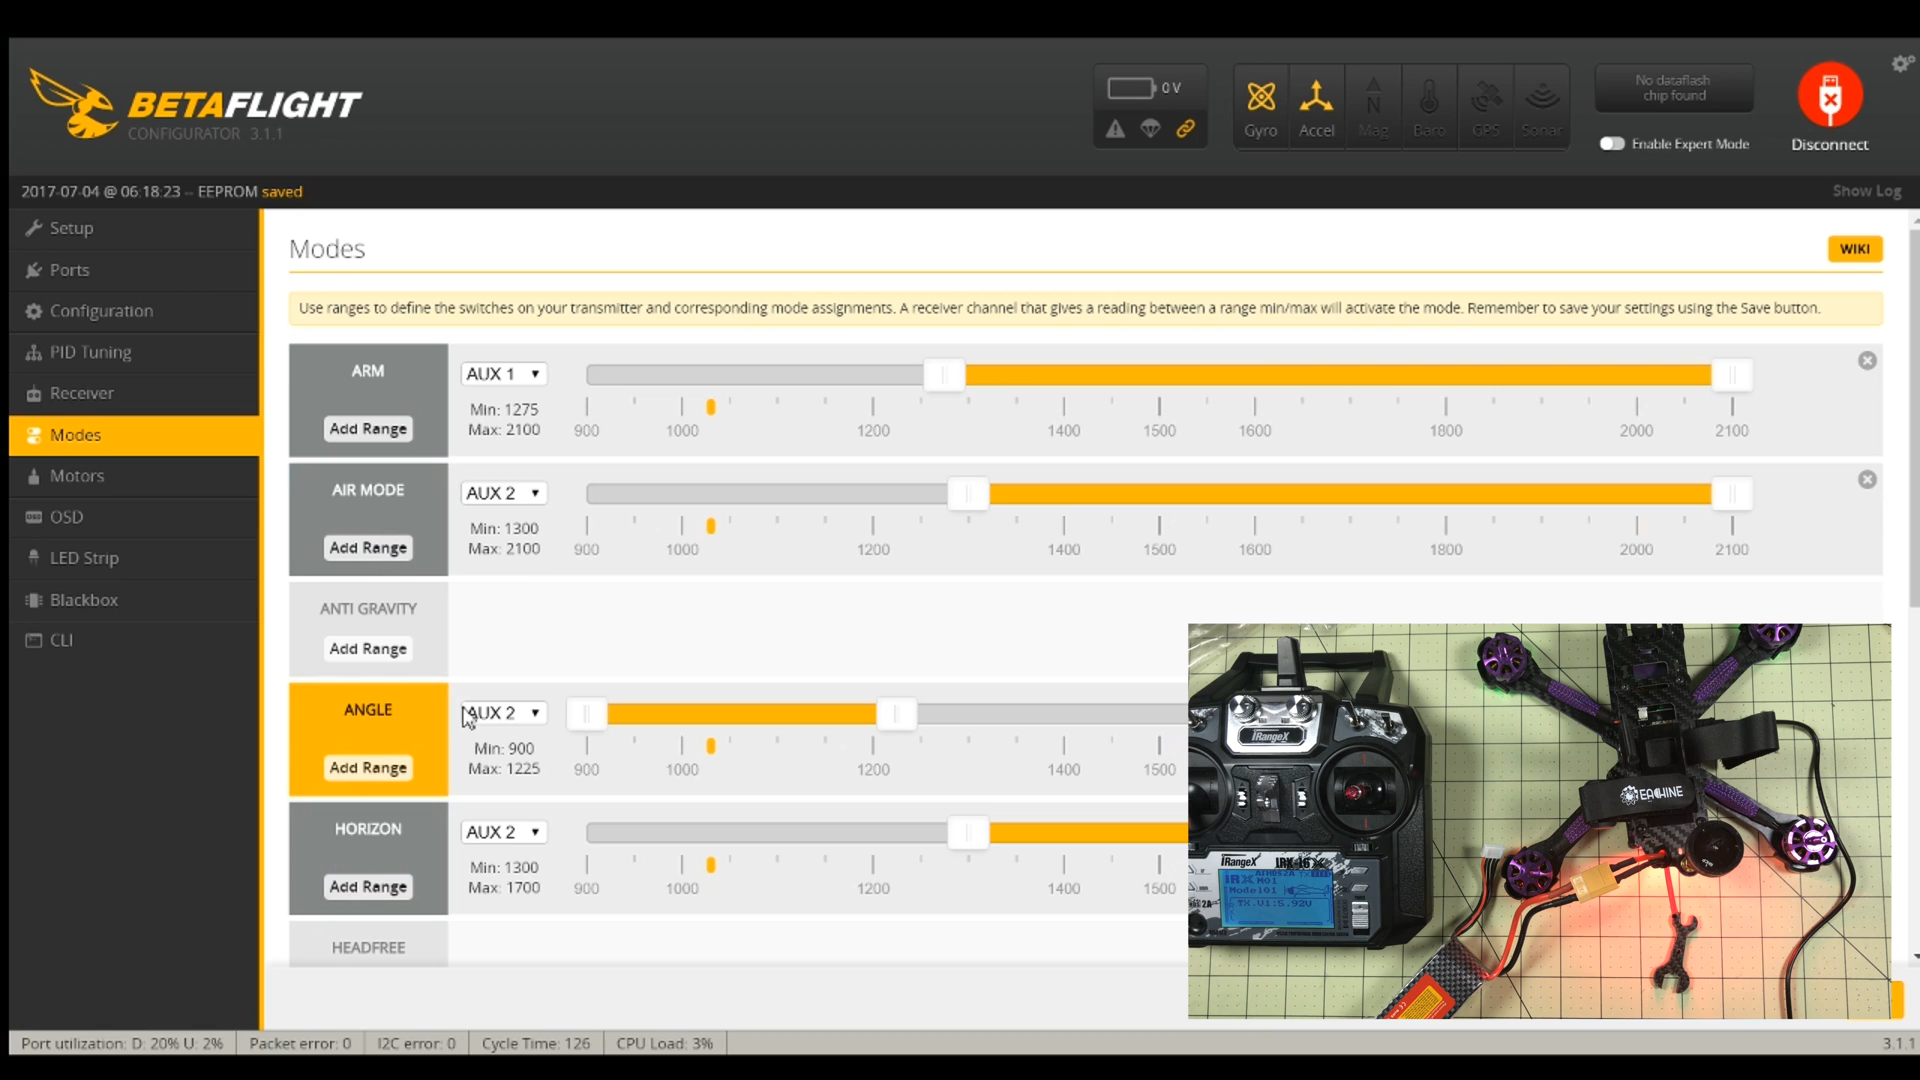 BETAFLIGHT
CONFIGURATOR 3.1.1
0 V
Gyro
Accel
Mag
Baro
GPS
Sonar
No dataflash
chip found
Enable Expert Mode
Disconnect
2017-07-04 @ 06:18:23 -- EEPROM saved
Show Log
Setup
Ports
Configuration
PID Tuning
Receiver
Modes
Motors
OSD
LED Strip
Blackbox
CLI
Modes
WIKI
Use ranges to define the switches on your transmitter and corresponding mode assignments. A receiver channel that gives a reading between a range min/max will activate the mode. Remember to save your settings using the Save button.
ARM
Add Range
AUX 1
Min: 1275
Max: 2100
900 1000 1200 1400 1500 1600 1800 2000 2100
AIR MODE
Add Range
AUX 2
Min: 1300
Max: 2100
900 1000 1200 1400 1500 1600 1800 2000 2100
ANTI GRAVITY
Add Range
ANGLE
Add Range
AUX 2
Min: 900
Max: 1225
900 1000 1200 1400 1500
HORIZON
Add Range
AUX 2
Min: 1300
Max: 1700
900 1000 1200 1400 1500
HEADFREE
iRangeX
iRangeX IRX-i6X
Model01
TX.V1:5.92V
EACHINE
Port utilization: D: 20% U: 2%
Packet error: 0
I2C error: 0
Cycle Time: 126
CPU Load: 3%
3.1.1